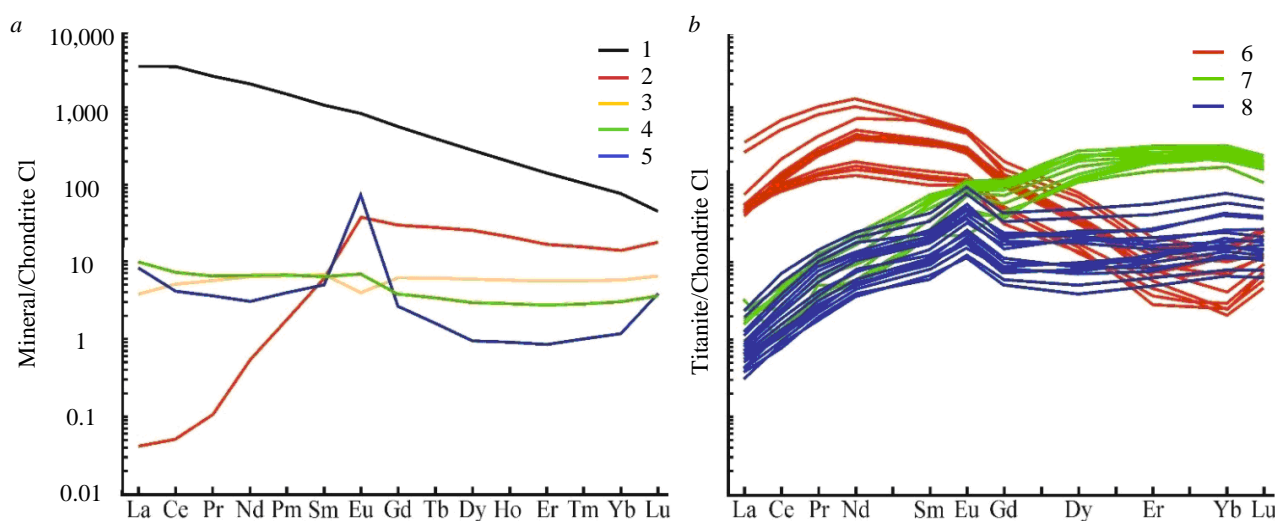 a
10,000
1,000
100
10
1
0.1
0.01
Mineral/Chondrite Cl
La Ce Pr Nd Pm Sm Eu Gd Tb Dy Ho Er Tm Yb Lu
1
2
3
4
5
b
Titanite/Chondrite Cl
La Ce Pr Nd Sm Eu Gd Dy Er Yb Lu
6
7
8